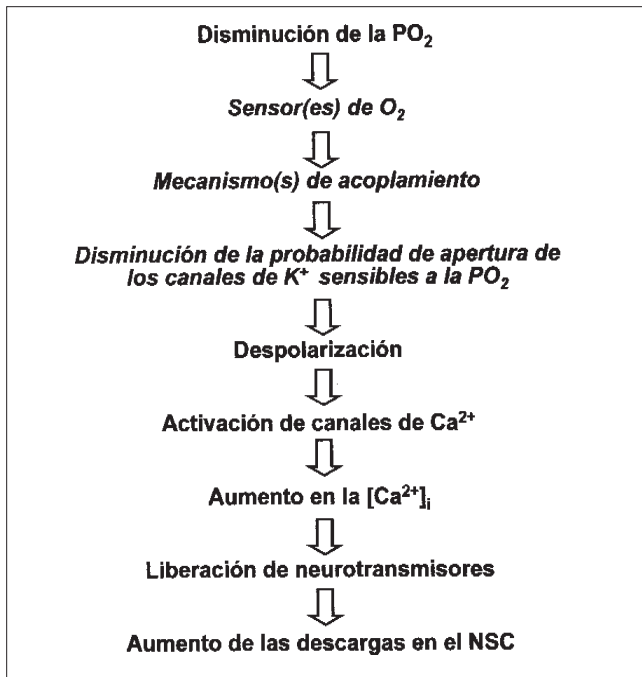 Disminución de la PO₂
Sensor(es) de O₂
Mecanismo(s) de acoplamiento
Disminución de la probabilidad de apertura de
los canales de K⁺ sensibles a la PO₂
Despolarización
Activación de canales de Ca²⁺
Aumento en la [Ca²⁺]ᵢ
Liberación de neurotransmisores
Aumento de las descargas en el NSC